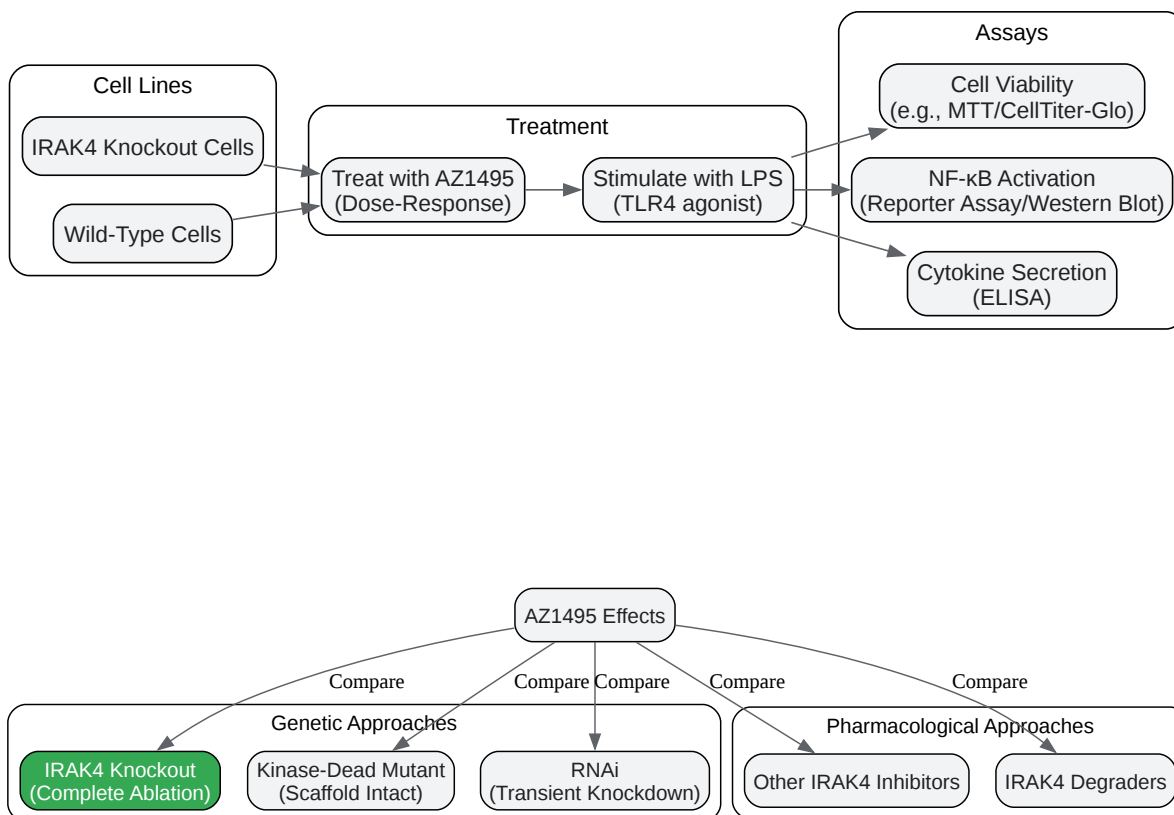 Assays
Cell Lines
Cell Viability
(e.g., MTT/CellTiter-Glo)
IRAK4 Knockout Cells
Treatment
Treat with AZ1495
(Dose-Response)
Stimulate with LPS
(TLR4 agonist)
NF-κB Activation
(Reporter Assay/Western Blot)
Wild-Type Cells
Cytokine Secretion
(ELISA)
AZ1495 Effects
Compare
Compare
Compare
Compare
Compare
Genetic Approaches
Pharmacological Approaches
IRAK4 Knockout
(Complete Ablation)
Kinase-Dead Mutant
(Scaffold Intact)
RNAi
(Transient Knockdown)
Other IRAK4 Inhibitors
IRAK4 Degraders